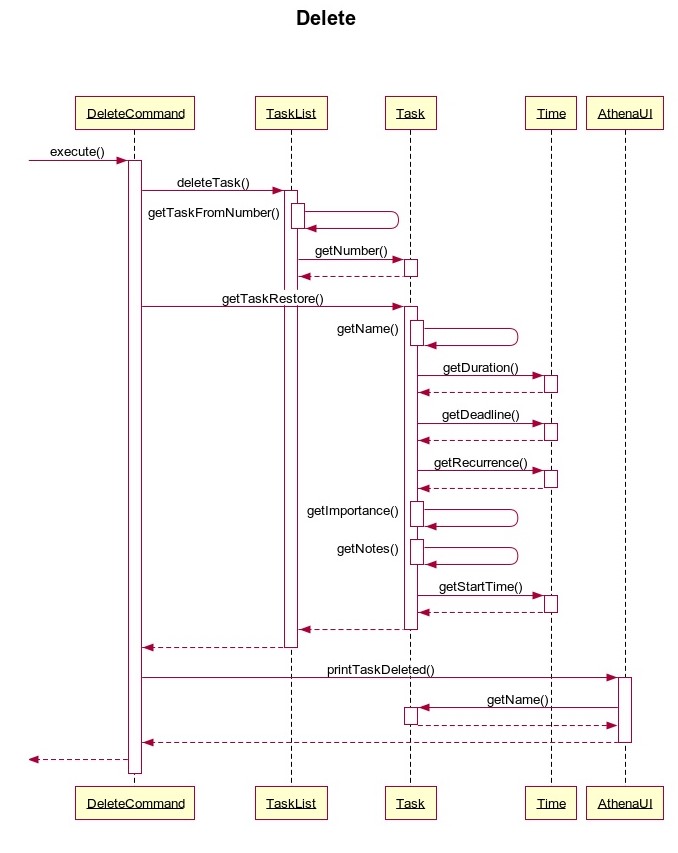 Delete
DeleteCommand TaskList Task Time AthenaUI
execute()
deleteTask()
getTaskFromNumber()
getNumber()
getTaskRestore()
getName()
getDuration()
getDeadline()
getRecurrence()
getImportance()
getNotes()
getStartTime()
printTaskDeleted()
getName()
DeleteCommand TaskList Task Time AthenaUI